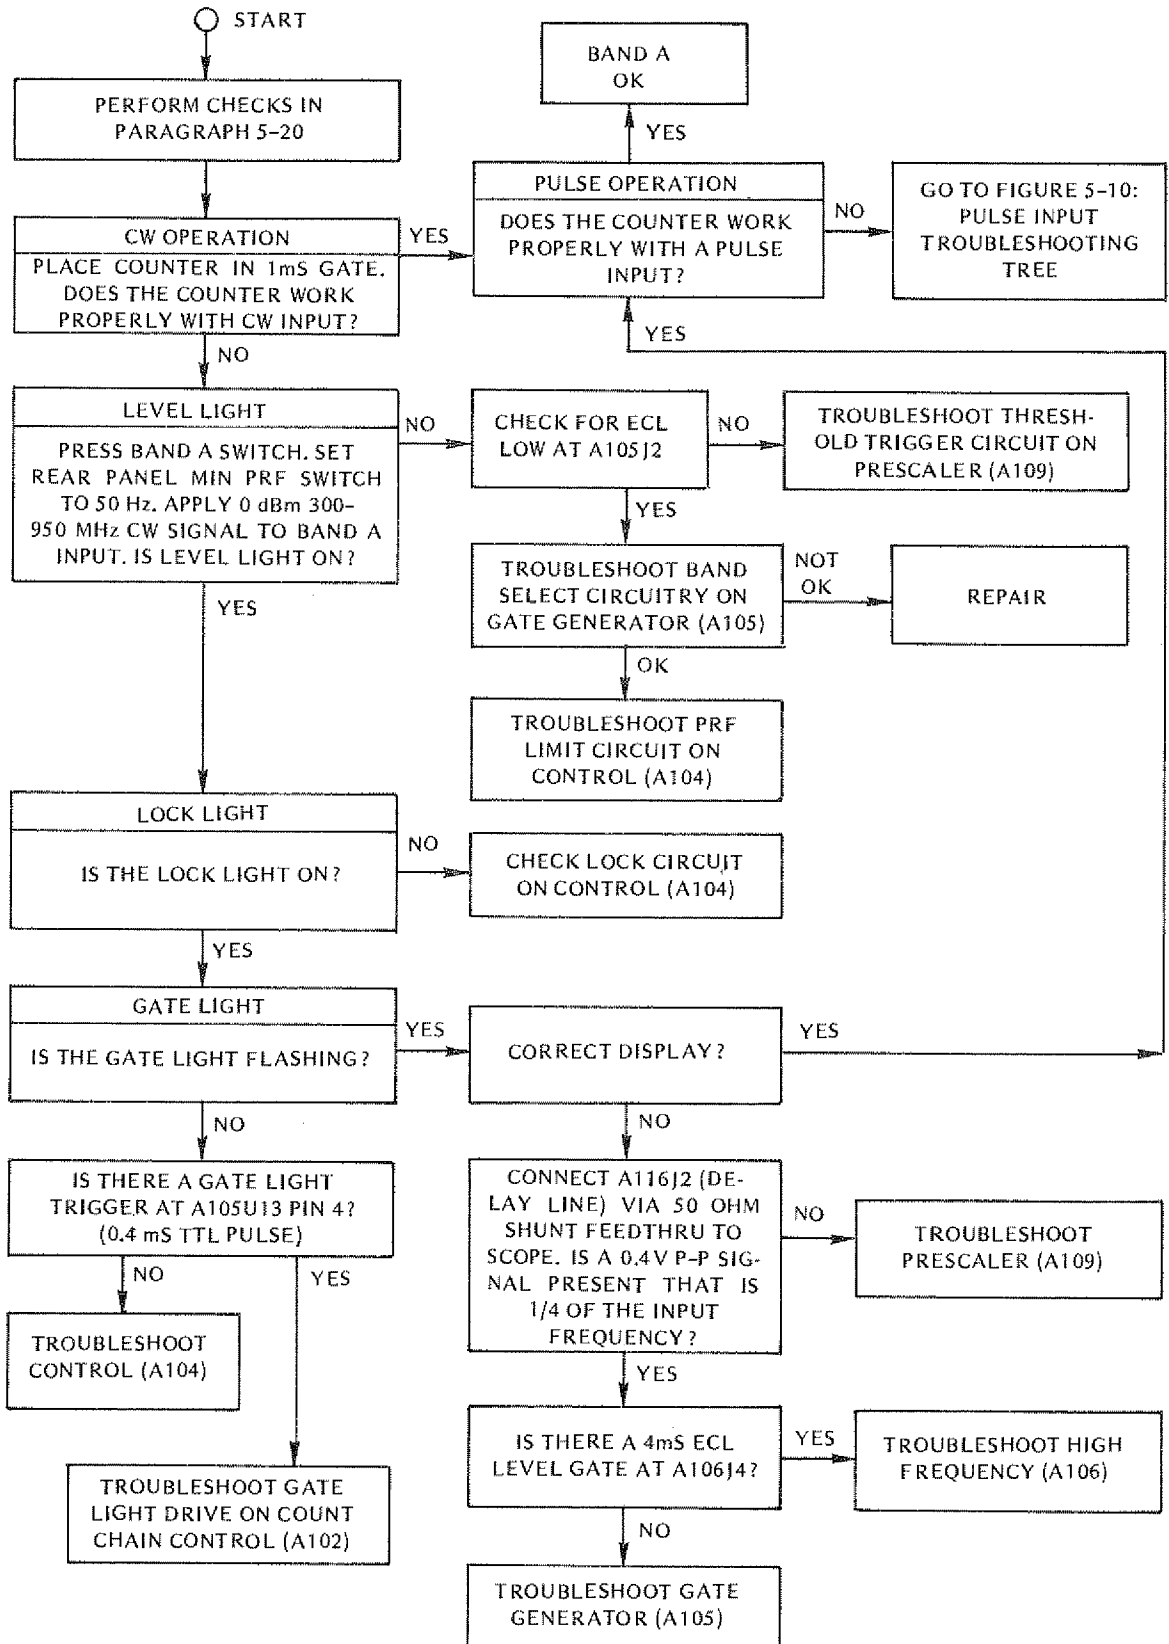 START
PERFORM CHECKS IN
PARAGRAPH 5-20
BAND A
OK
YES
CW OPERATION
PLACE COUNTER IN 1mS GATE.
DOES THE COUNTER WORK
PROPERLY WITH CW INPUT?
YES
PULSE OPERATION
DOES THE COUNTER WORK
PROPERLY WITH A PULSE
INPUT?
NO
GO TO FIGURE 5-10:
PULSE INPUT
TROUBLESHOOTING
TREE
YES
NO
LEVEL LIGHT
PRESS BAND A SWITCH. SET
REAR PANEL MIN PRF SWITCH
TO 50 Hz. APPLY 0 dBm 300-
950 MHz CW SIGNAL TO BAND A
INPUT. IS LEVEL LIGHT ON?
NO
CHECK FOR ECL
LOW AT A105J2
NO
TROUBLESHOOT THRESH-
OLD TRIGGER CIRCUIT ON
PRESCALER (A109)
YES
TROUBLESHOOT BAND
SELECT CIRCUITRY ON
GATE GENERATOR (A105)
NOT
OK
REPAIR
OK
TROUBLESHOOT PRF
LIMIT CIRCUIT ON
CONTROL (A104)
YES
LOCK LIGHT
IS THE LOCK LIGHT ON?
NO
CHECK LOCK CIRCUIT
ON CONTROL (A104)
YES
GATE LIGHT
IS THE GATE LIGHT FLASHING?
YES
CORRECT DISPLAY?
YES
NO
IS THERE A GATE LIGHT
TRIGGER AT A105U13 PIN 4?
(0.4 mS TTL PULSE)
NO
TROUBLESHOOT
CONTROL (A104)
YES
TROUBLESHOOT GATE
LIGHT DRIVE ON COUNT
CHAIN CONTROL (A102)
NO
CONNECT A116J2 (DE-
LAY LINE) VIA 50 OHM
SHUNT FEEDTHRU TO
SCOPE. IS A 0.4V P-P SIG-
NAL PRESENT THAT IS
1/4 OF THE INPUT
FREQUENCY?
NO
TROUBLESHOOT
PRESCALER (A109)
YES
IS THERE A 4mS ECL
LEVEL GATE AT A106J4?
YES
TROUBLESHOOT HIGH
FREQUENCY (A106)
NO
TROUBLESHOOT GATE
GENERATOR (A105)